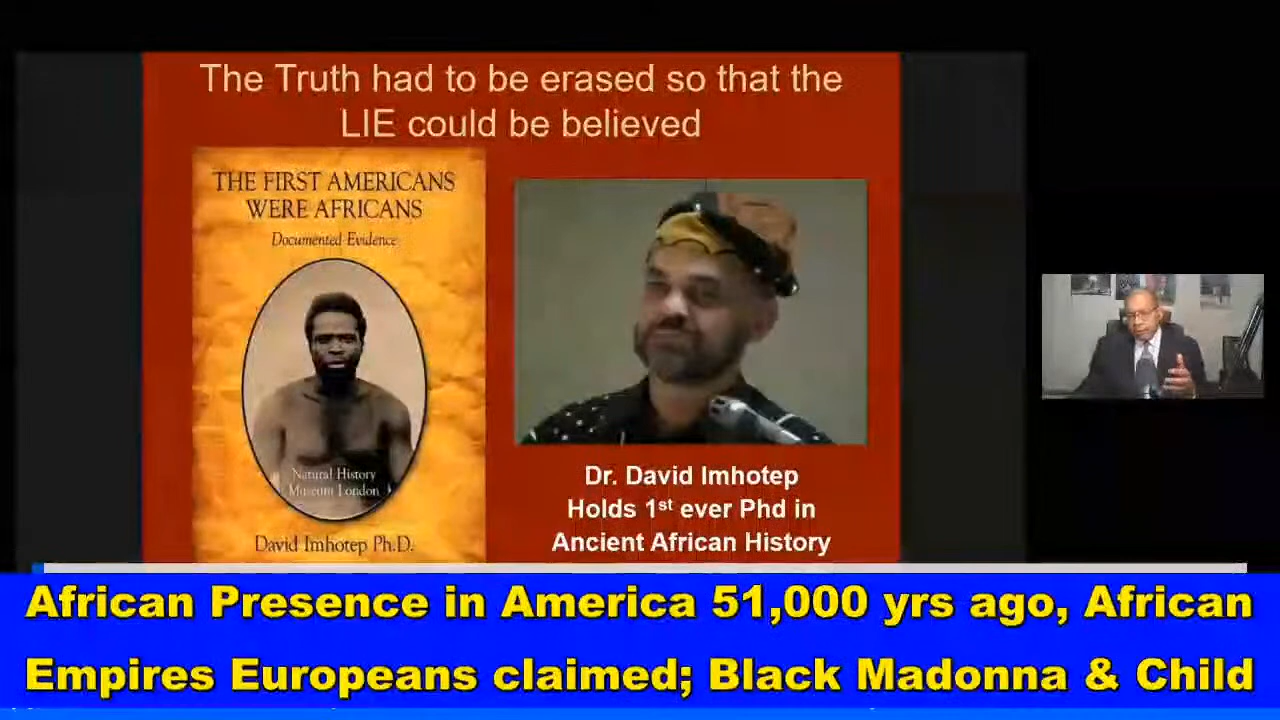 The Truth had to be erased so that the
LIE could be believed
THE FIRST AMERICANS
WERE AFRICANS
Documented Evidence
Natural History
Museum London
David Imhotep Ph.D.
Dr. David Imhotep
Holds 1st ever Phd in
Ancient African History
African Presence in America 51,000 yrs ago, African
Empires Europeans claimed; Black Madonna & Child